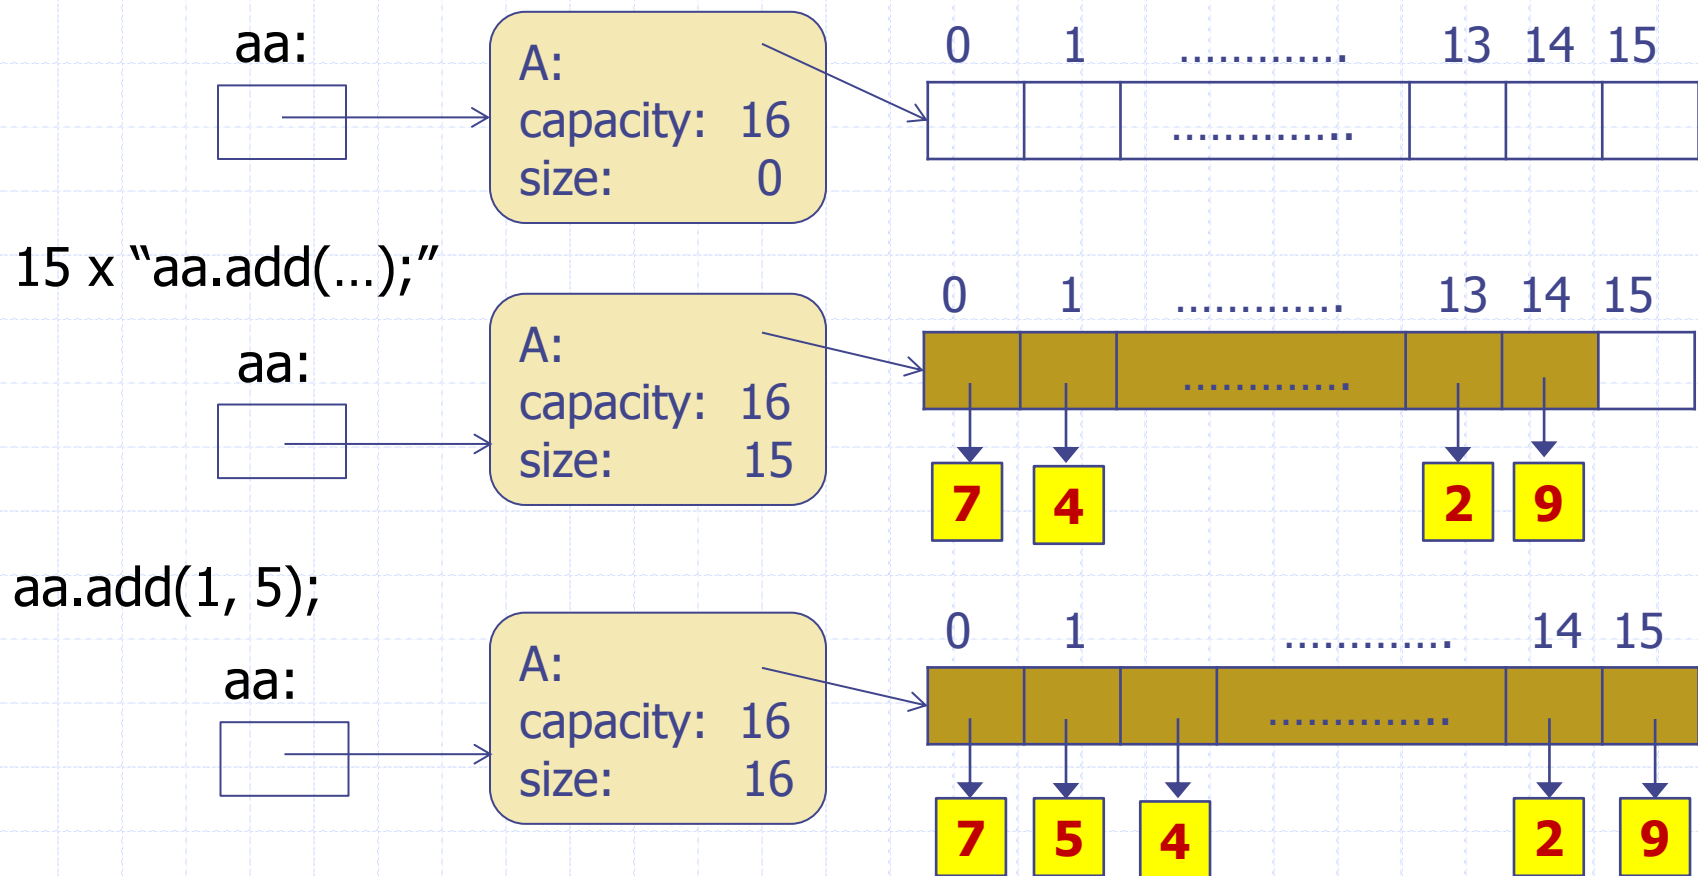 aa:
A:
capacity: 16
size: 0
0 1 ............. 13 14 15
..............
15 x “aa.add(…);”
aa:
A:
capacity: 16
size: 15
0 1 ............. 13 14 15
.............
7 4 2 9
aa.add(1, 5);
aa:
A:
capacity: 16
size: 16
0 1 ............. 14 15
..............
7 5 4 2 9